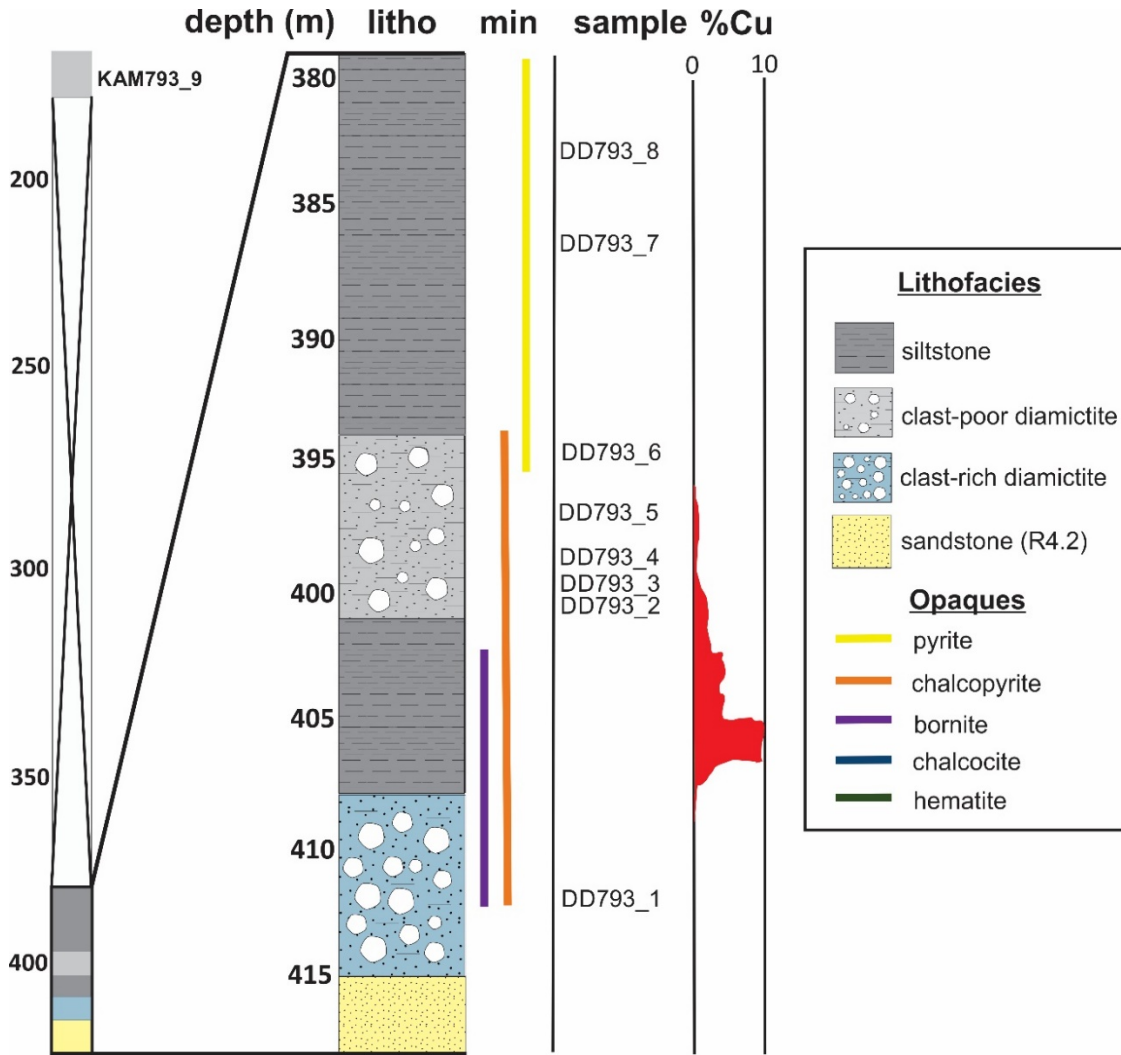 depth (m) litho min sample %Cu
0 10
KAM793_9
200
250
300
350
400
380
385
390
395
400
405
410
415
DD793_8
DD793_7
DD793_6
DD793_5
DD793_4
DD793_3
DD793_2
DD793_1
Lithofacies
siltstone
clast-poor diamictite
clast-rich diamictite
sandstone (R4.2)
Opaques
pyrite
chalcopyrite
bornite
chalcocite
hematite